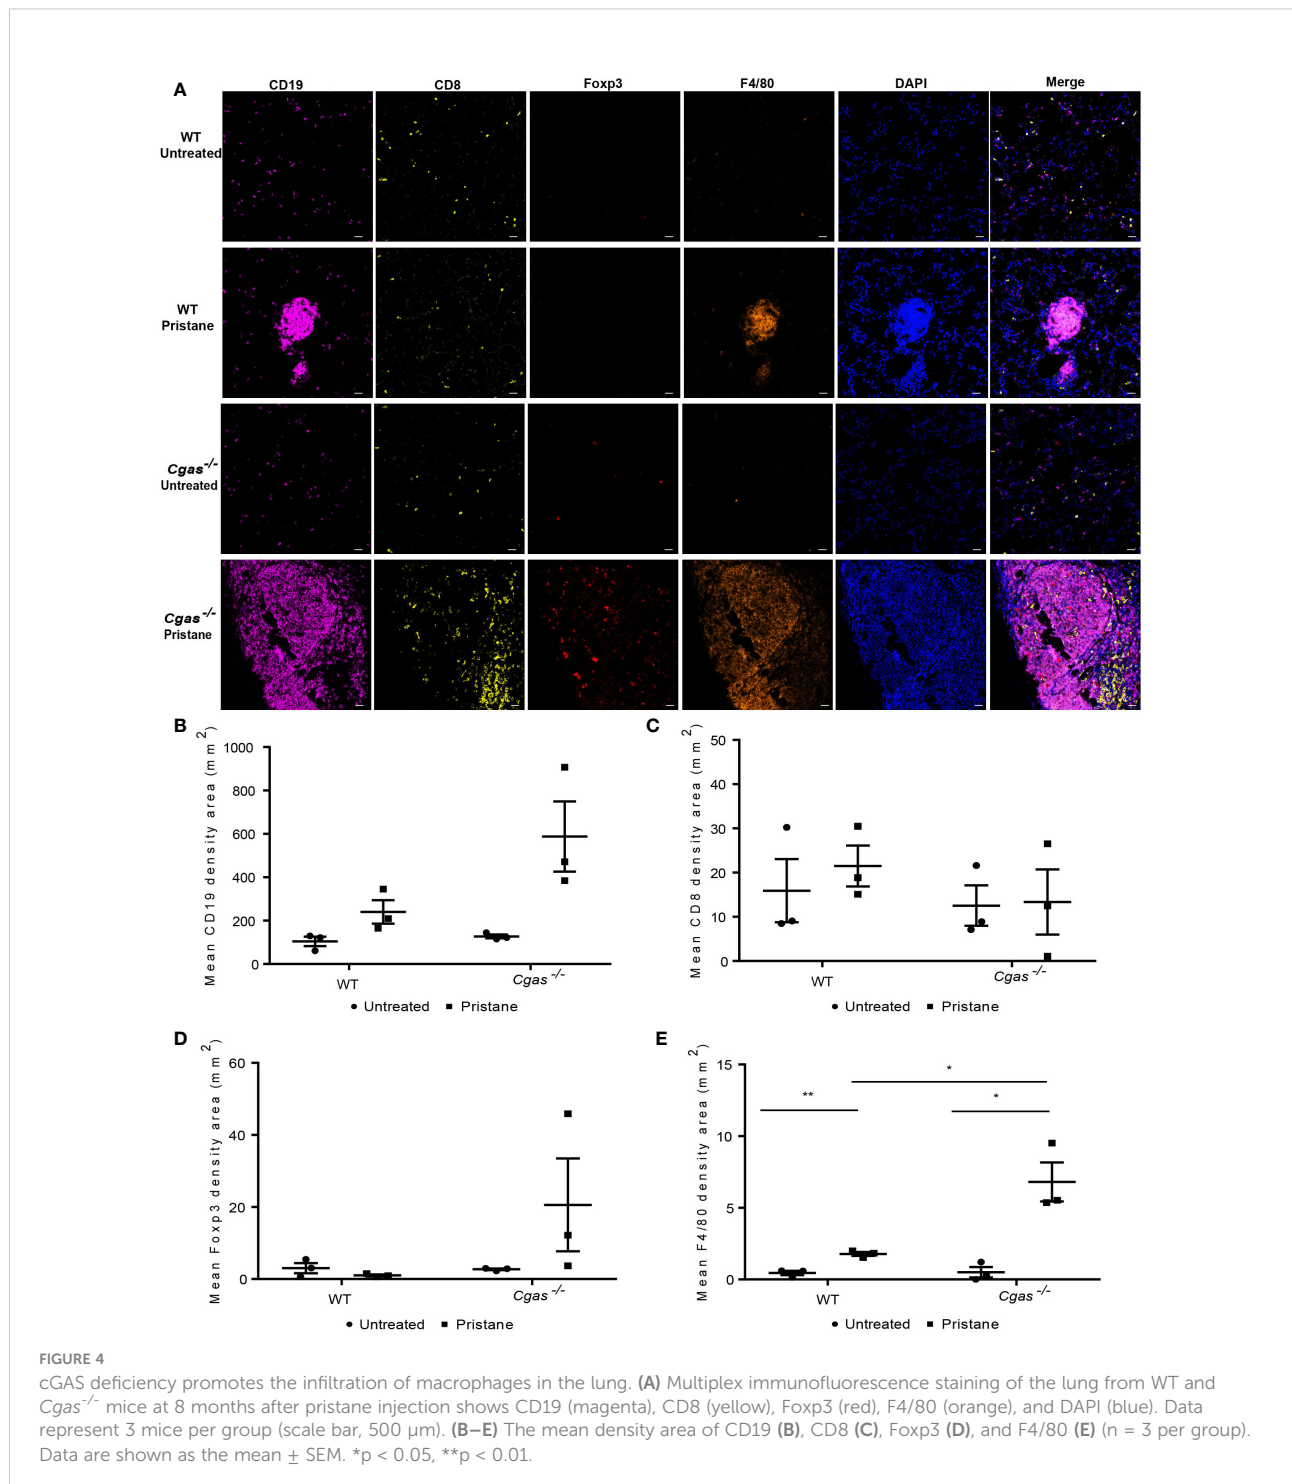 A
CD19 CD8 Foxp3 F4/80 DAPI Merge
WT
Untreated
WT
Pristane
Cgas-/-
Untreated
Cgas-/-
Pristane
B
Mean CD19 density area (mm2)
1000
800
600
400
200
0
WT Cgas -/-
● Untreated ■ Pristane
C
Mean CD8 density area (mm2)
50
40
30
20
10
0
WT Cgas -/-
● Untreated ■ Pristane
D
Mean Foxp3 density area (mm2)
60
40
20
0
WT Cgas -/-
● Untreated ■ Pristane
E
Mean F4/80 density area (mm2)
15
10
5
0
*
** *
WT Cgas -/-
● Untreated ■ Pristane
FIGURE 4
cGAS deficiency promotes the infiltration of macrophages in the lung. (A) Multiplex immunofluorescence staining of the lung from WT and
Cgas-/- mice at 8 months after pristane injection shows CD19 (magenta), CD8 (yellow), Foxp3 (red), F4/80 (orange), and DAPI (blue). Data
represent 3 mice per group (scale bar, 500 µm). (B–E) The mean density area of CD19 (B), CD8 (C), Foxp3 (D), and F4/80 (E) (n = 3 per group).
Data are shown as the mean ± SEM. *p < 0.05, **p < 0.01.